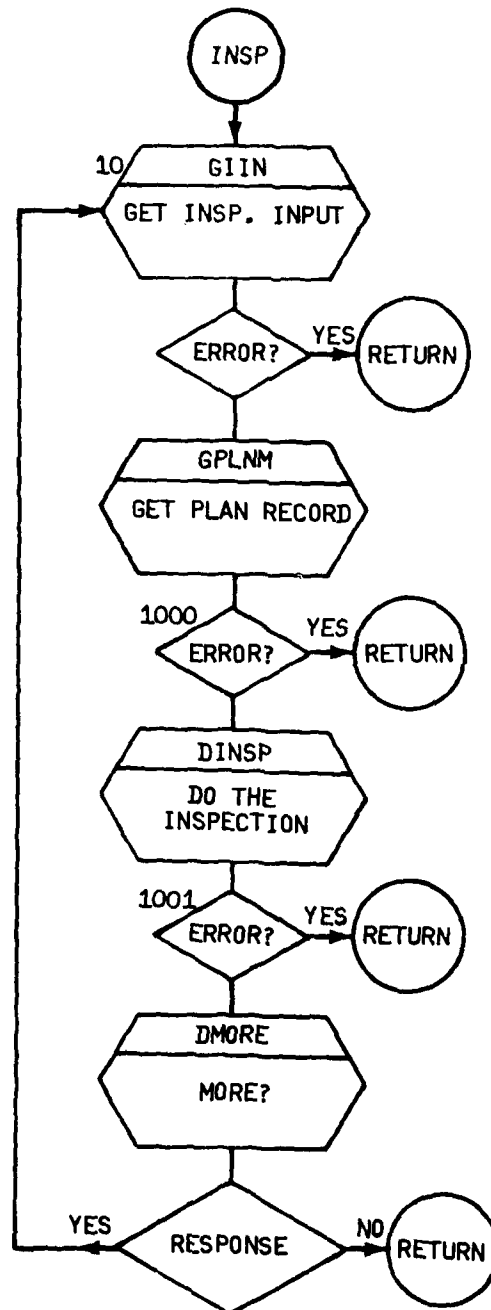 INSP
10
GIIN
GET INSP. INPUT
ERROR?
YES
RETURN
GPLNM
GET PLAN RECORD
1000
ERROR?
YES
RETURN
DINSP
DO THE
INSPECTION
1001
ERROR?
YES
RETURN
DMORE
MORE?
YES
RESPONSE
NO
RETURN